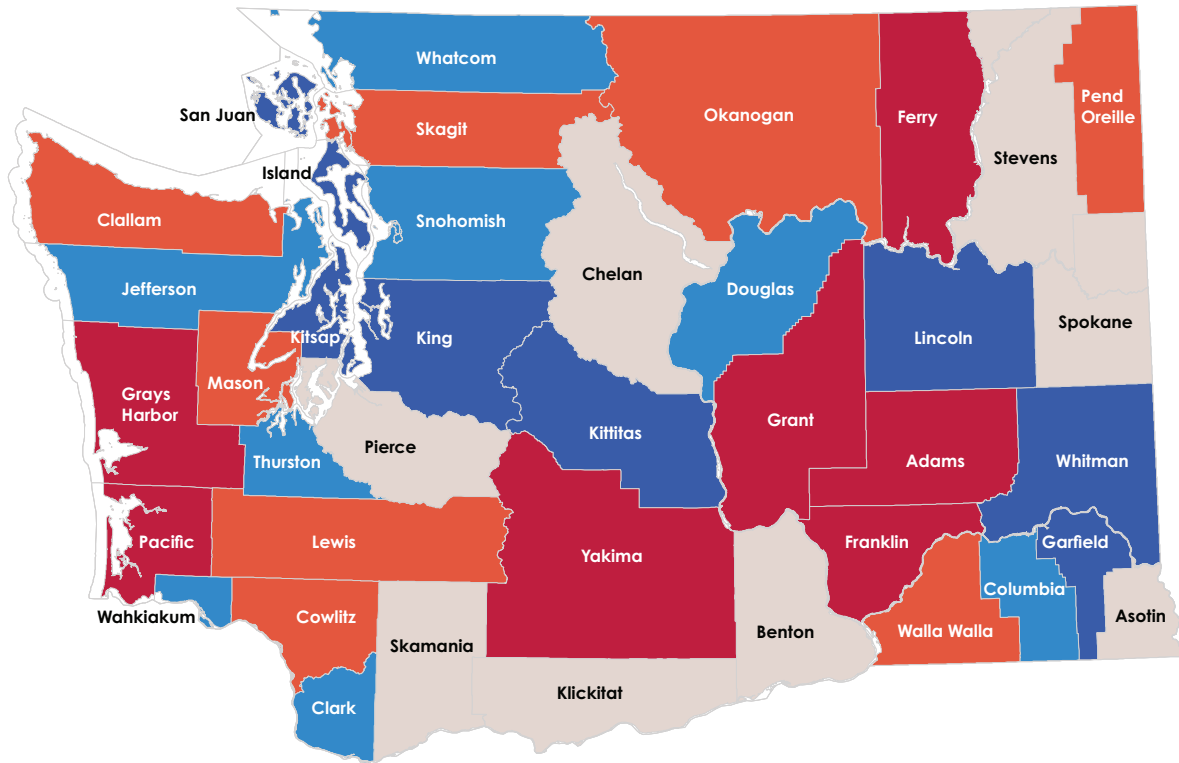 Whatcom
San Juan
Skagit
Okanogan
Ferry
Pend
Oreille
Stevens
Island
Clallam
Snohomish
Chelan
Jefferson
Douglas
Spokane
Kitsap
King
Lincoln
Mason
Grays
Harbor
Grant
Kittitas
Pierce
Thurston
Adams
Whitman
Pacific
Lewis
Yakima
Franklin
Garfield
Columbia
Wahkiakum
Cowlitz
Asotin
Skamania
Benton
Walla Walla
Klickitat
Clark